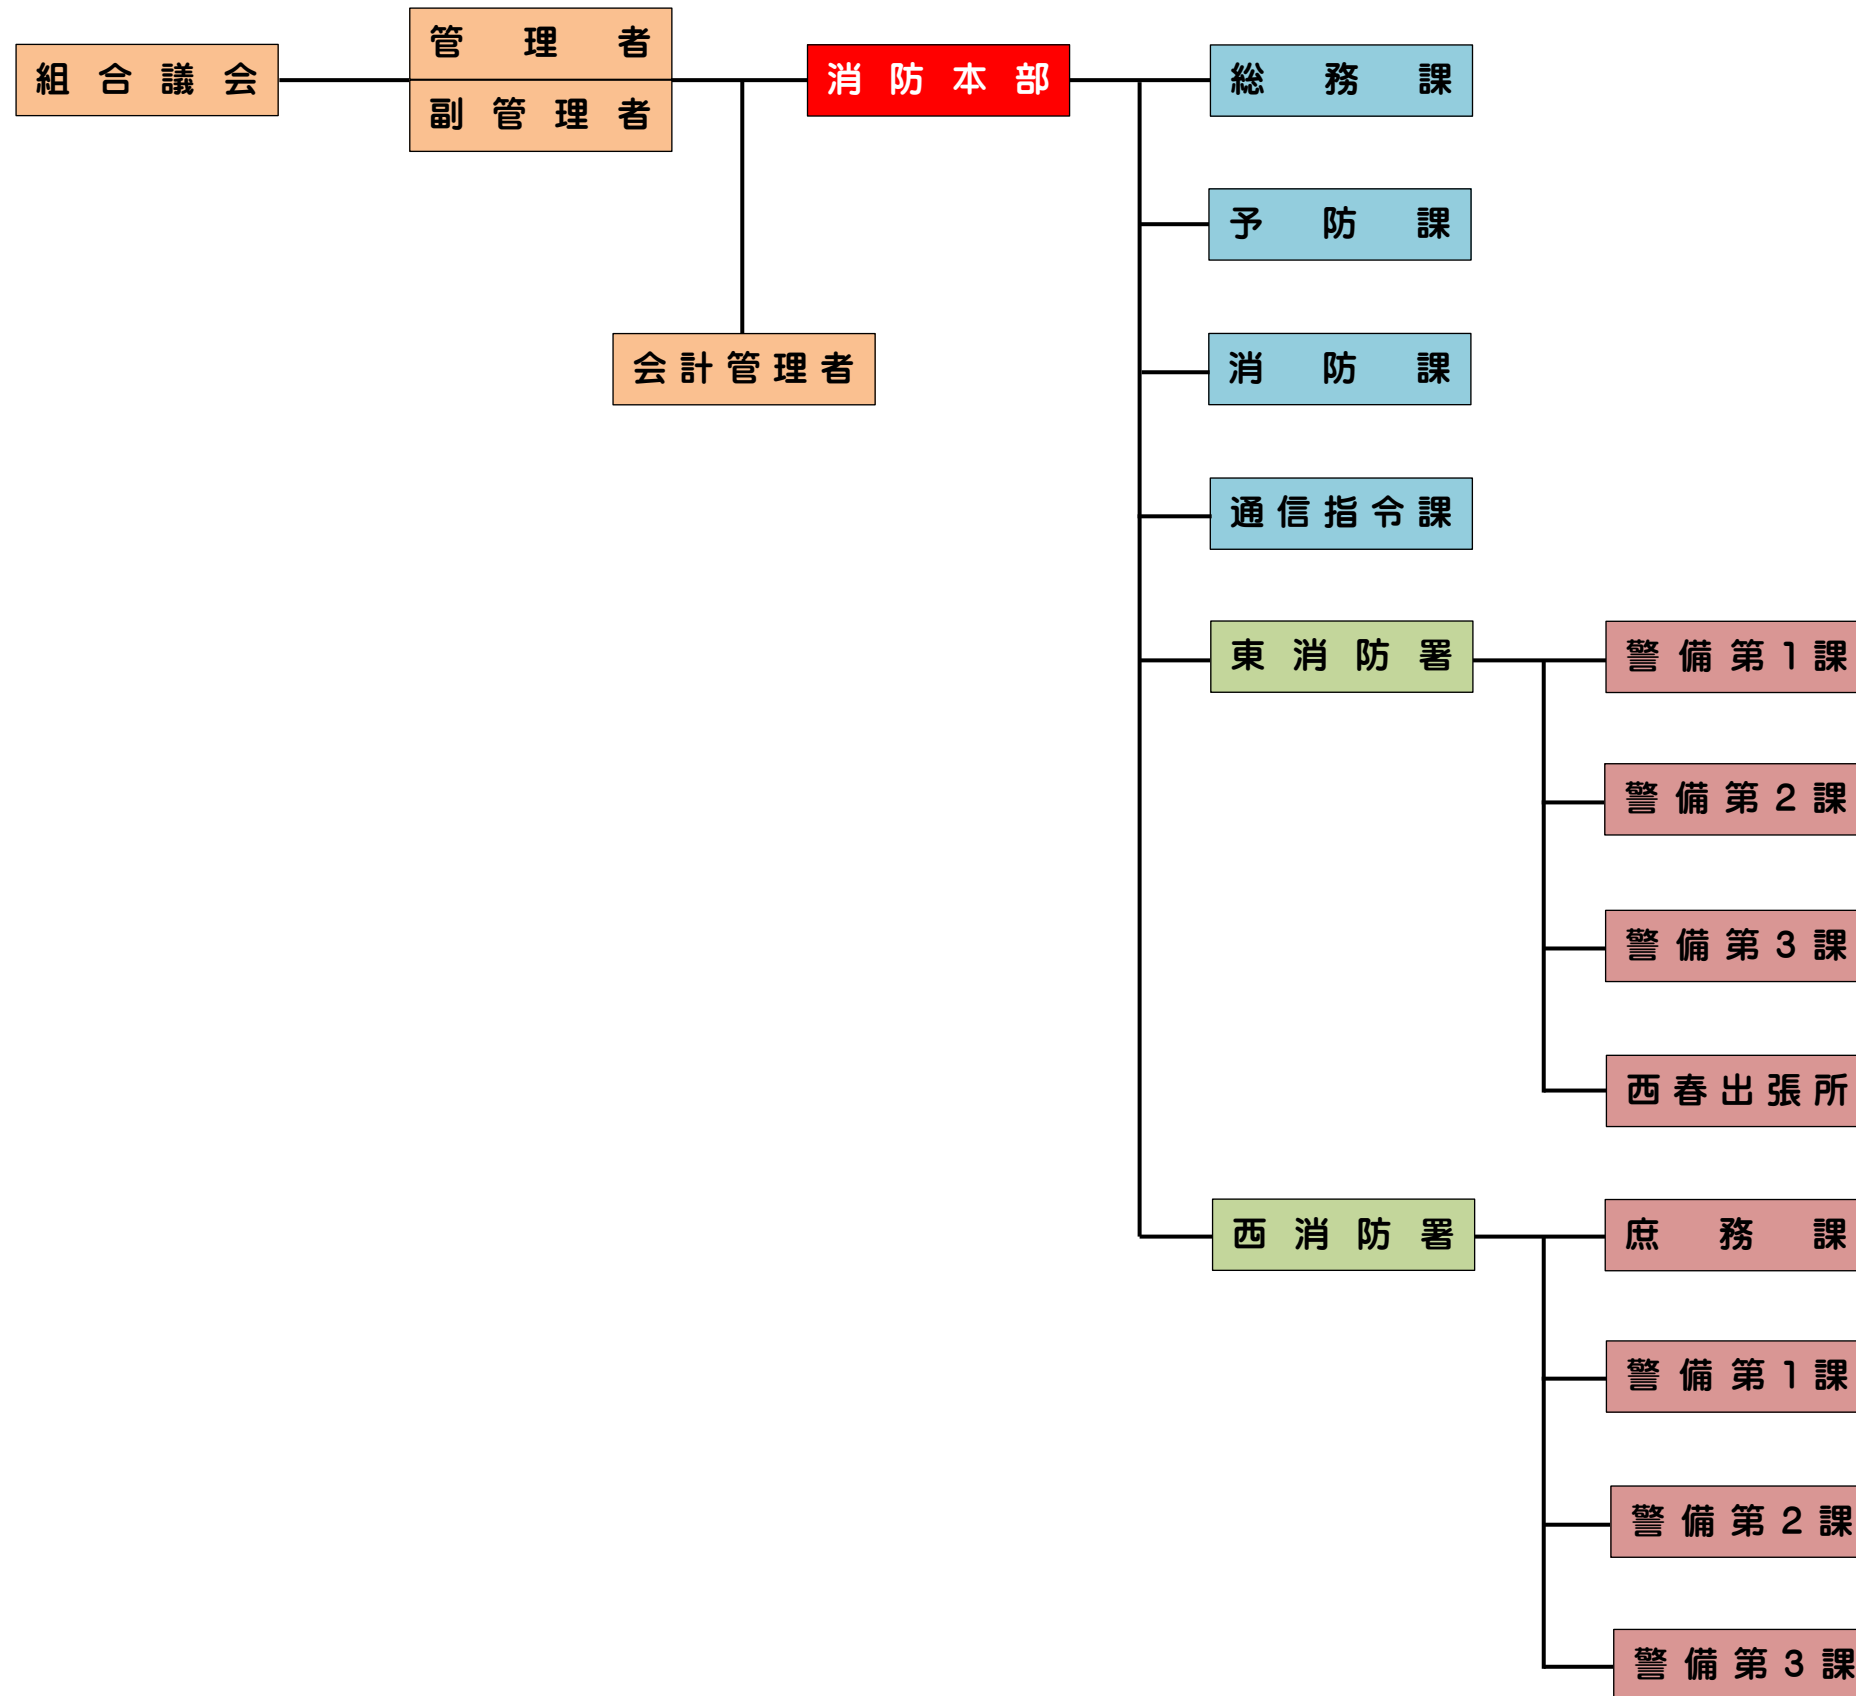 組合議会
管理者
副管理者
会計管理者
消防本部
総務課
予防課
消防課
通信指令課
東消防署
警備第1課
警備第2課
警備第3課
西春出張所
西消防署
庶務課
警備第1課
警備第2課
警備第3課